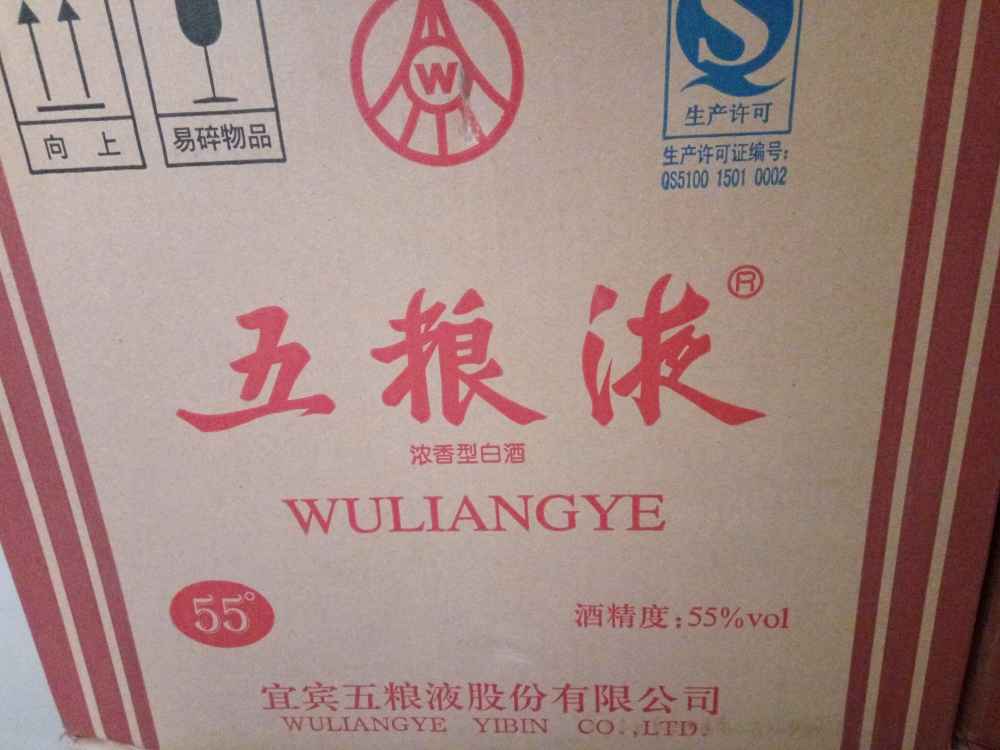 向 上
易碎物品
W
S
生产许可
生产许可证编号:
QS5100 1501 0002
五粮液®
浓香型白酒
WULIANGYE
55°
酒精度:55%vol
宜宾五粮液股份有限公司
WULIANGYE YIBIN CO.,LTD.